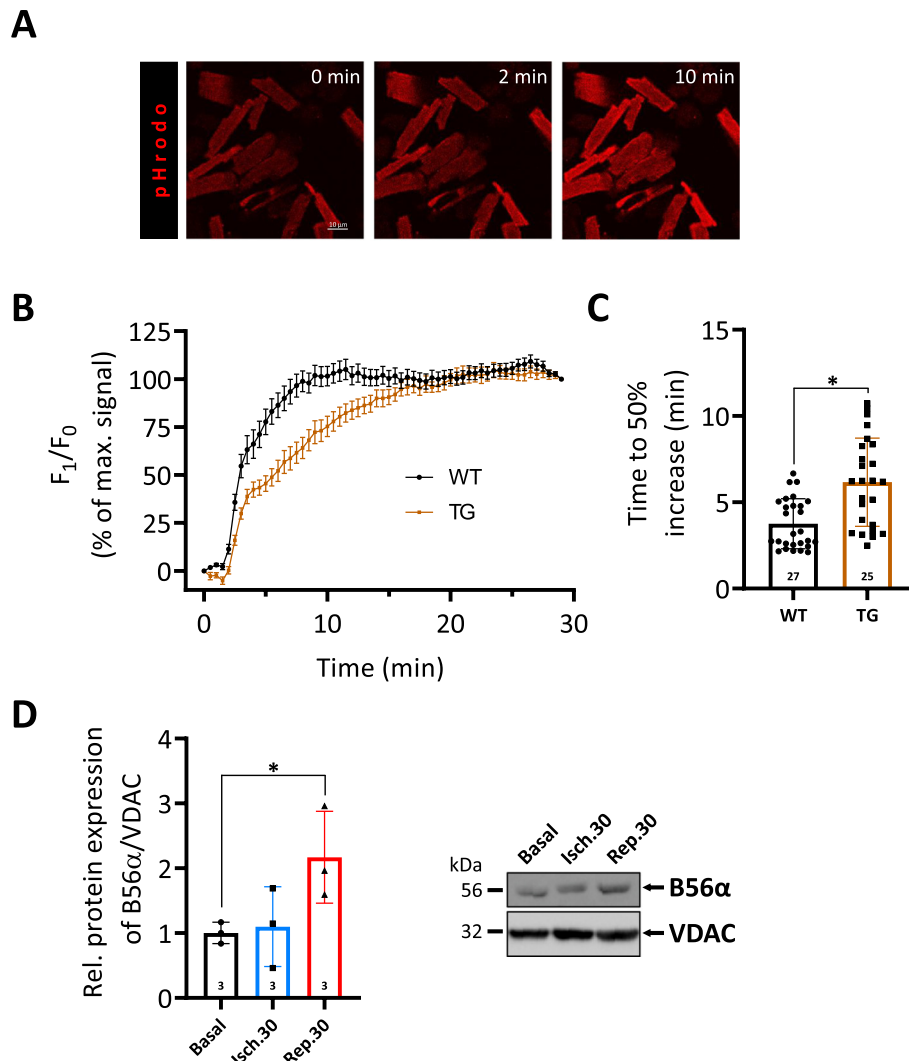 A
pHrodo
0 min
2 min
10 min
10 µm
B
F1/F0
(% of max. signal)
125
100
75
50
25
0
WT
TG
0
10
20
30
Time (min)
C
Time to 50%
increase (min)
15
10
5
0
*
27
25
WT
TG
D
Rel. protein expression
of B56α/VDAC
4
3
2
1
0
*
3
3
3
Basal
Isch.30
Rep.30
Basal
Isch.30
Rep.30
kDa
56
B56α
32
VDAC